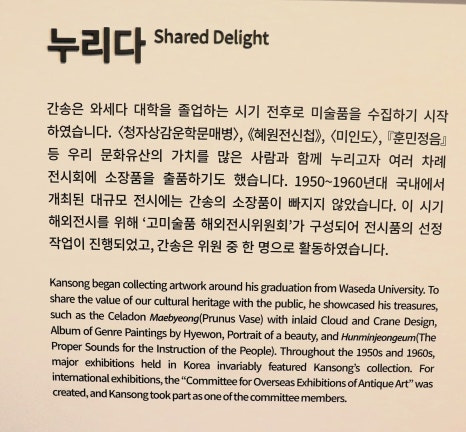 누리다 Shared Delight
간송은 와세다 대학을 졸업하는 시기 전후로 미술품을 수집하기 시작
하였습니다. 〈청자상감운학문매병〉, 《혜원전신첩》, 〈미인도〉, 『훈민정음』
등 우리 문화유산의 가치를 많은 사람과 함께 누리고자 여러 차례
전시회에 소장품을 출품하기도 했습니다. 1950~1960년대 국내에서
개최된 대규모 전시에는 간송의 소장품이 빠지지 않았습니다. 이 시기
해외전시를 위해 ‘고미술품 해외전시위원회’가 구성되어 전시품의 선정
작업이 진행되었고, 간송은 위원 중 한 명으로 활동하였습니다.
Kansong began collecting artwork around his graduation from Waseda University. To
share the value of our cultural heritage with the public, he showcased his treasures,
such as the Celadon Maebyeong(Prunus Vase) with inlaid Cloud and Crane Design,
Album of Genre Paintings by Hyewon, Portrait of a beauty, and Hunminjeongeum(The
Proper Sounds for the Instruction of the People). Throughout the 1950s and 1960s,
major exhibitions held in Korea invariably featured Kansong’s collection. For
international exhibitions, the “Committee for Overseas Exhibitions of Antique Art” was
created, and Kansong took part as one of the committee members.